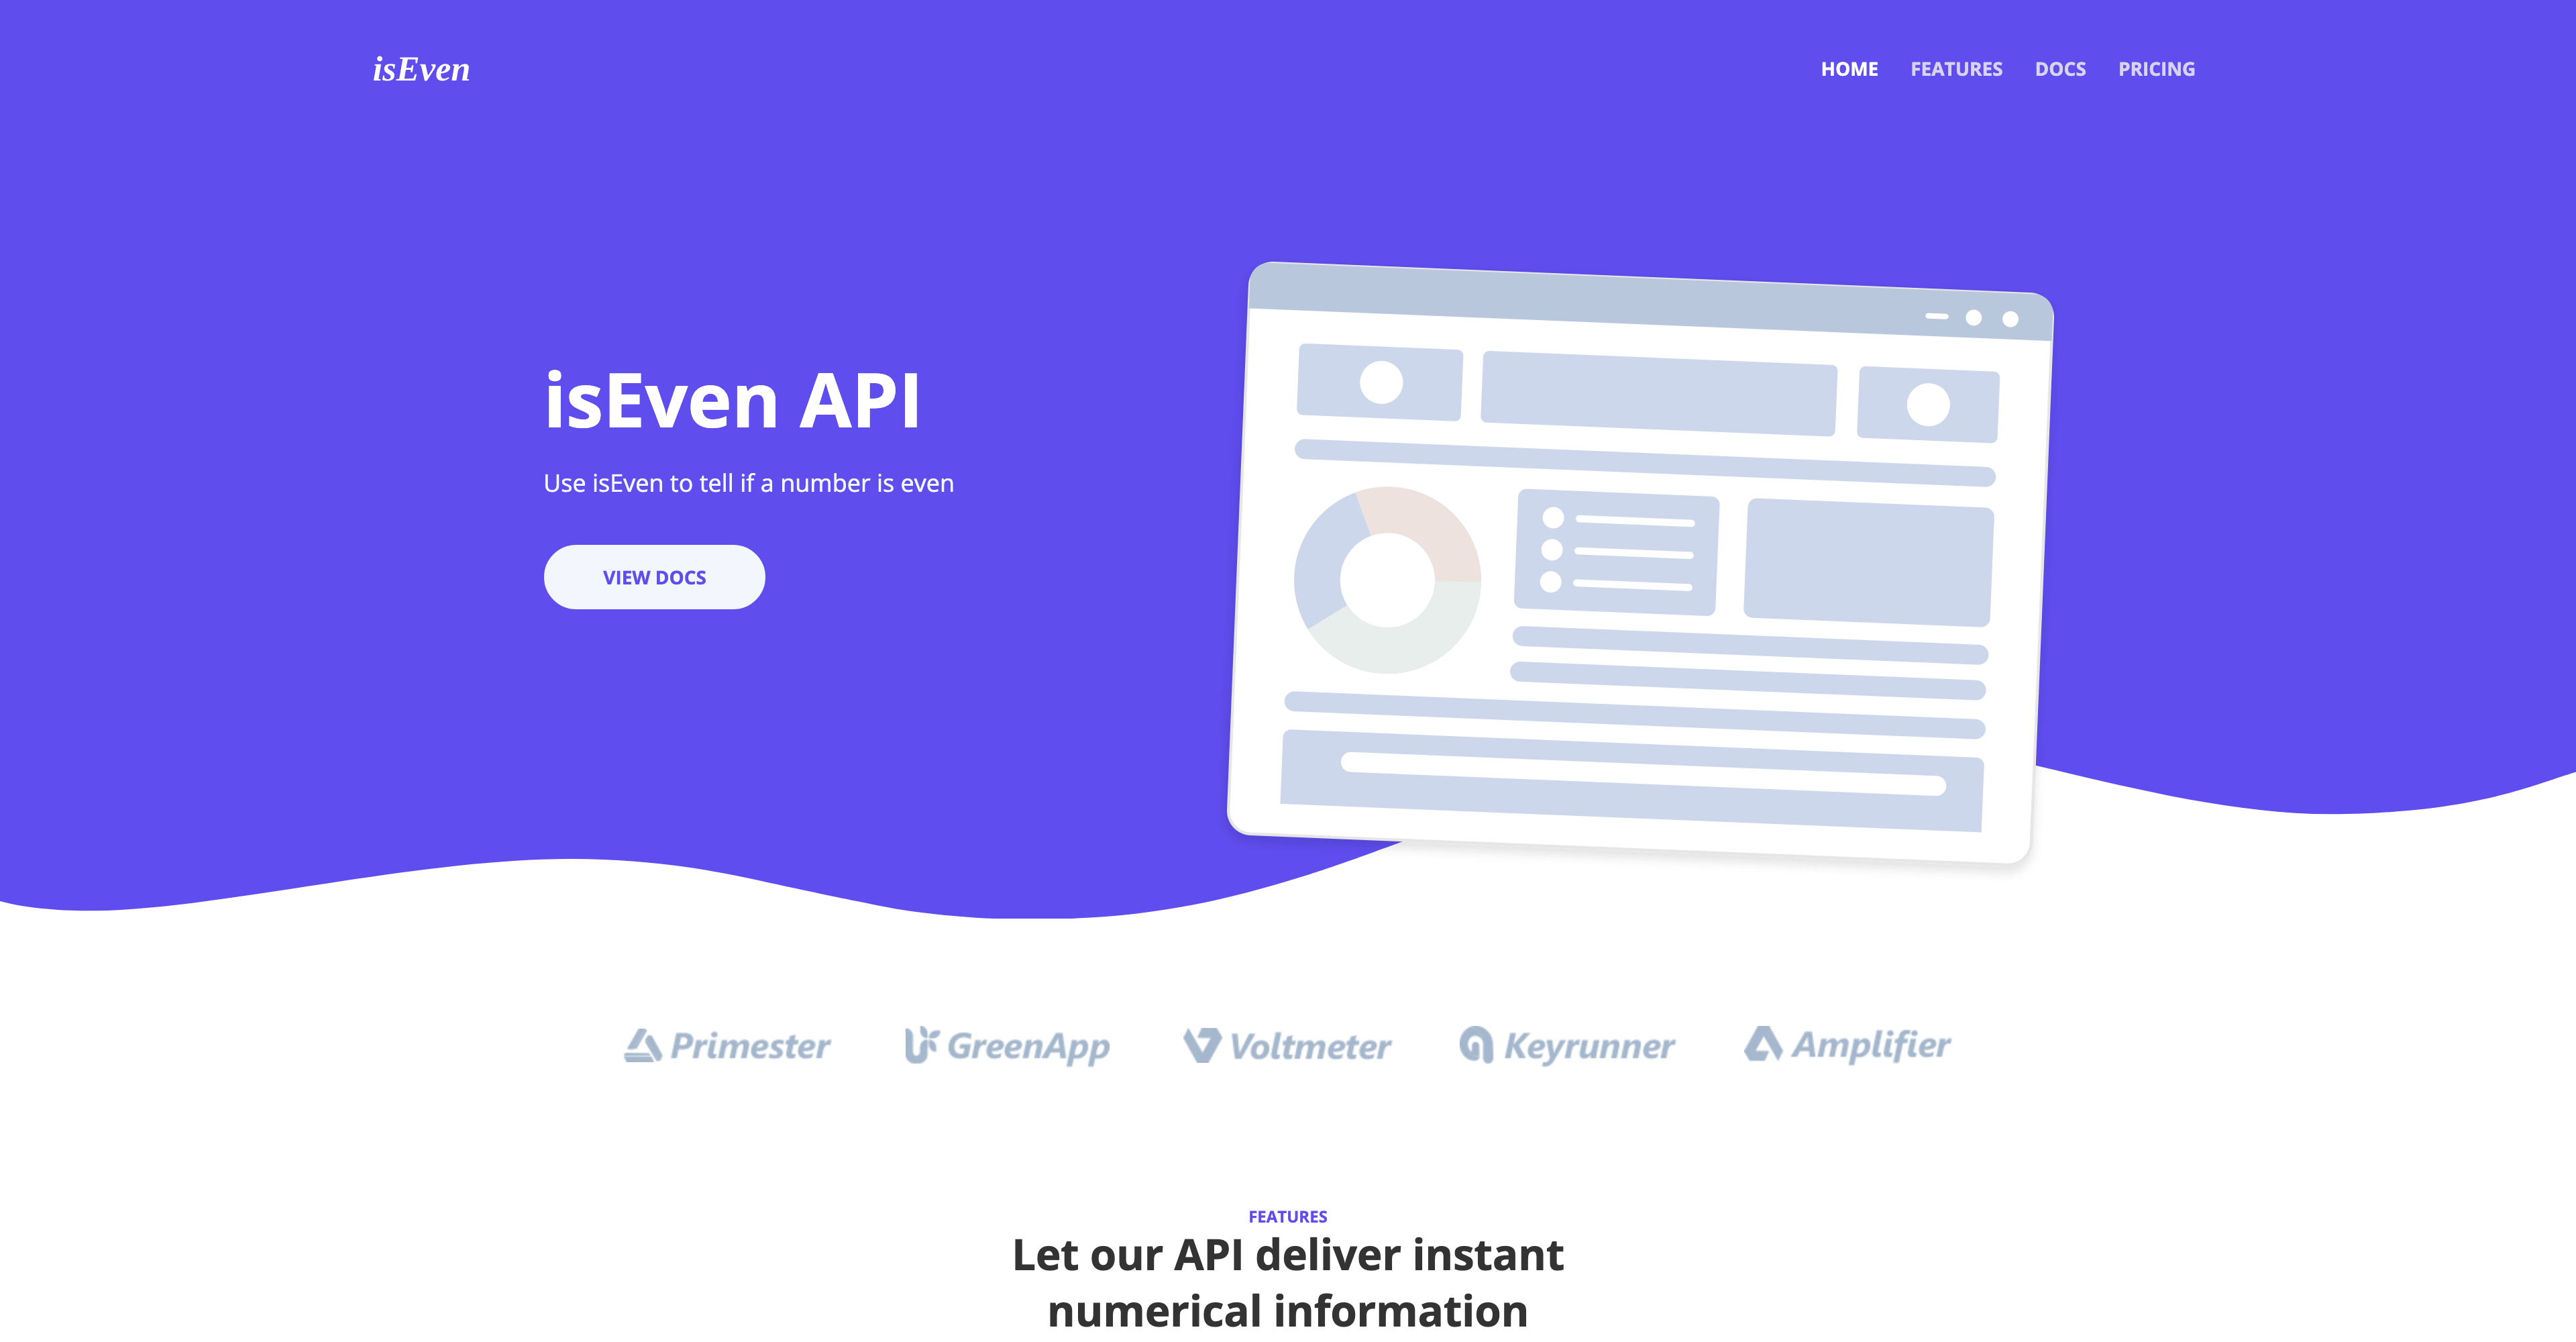 isEven
HOME FEATURES DOCS PRICING
isEven API
Use isEven to tell if a number is even
VIEW DOCS
Primester GreenApp Voltmeter Keyrunner Amplifier
FEATURES
Let our API deliver instant
numerical information